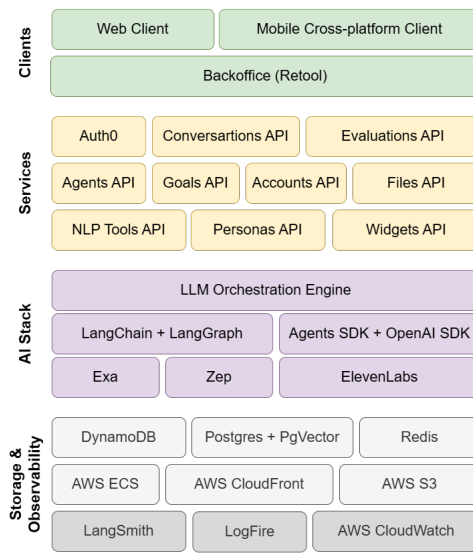 Clients
Web Client
Mobile Cross-platform Client
Backoffice (Retool)
Services
Auth0
Conversartions API
Evaluations API
Agents API
Goals API
Accounts API
Files API
NLP Tools API
Personas API
Widgets API
AI Stack
LLM Orchestration Engine
LangChain + LangGraph
Agents SDK + OpenAI SDK
Exa
Zep
ElevenLabs
Storage &
Observability
DynamoDB
Postgres + PgVector
Redis
AWS ECS
AWS CloudFront
AWS S3
LangSmith
LogFire
AWS CloudWatch